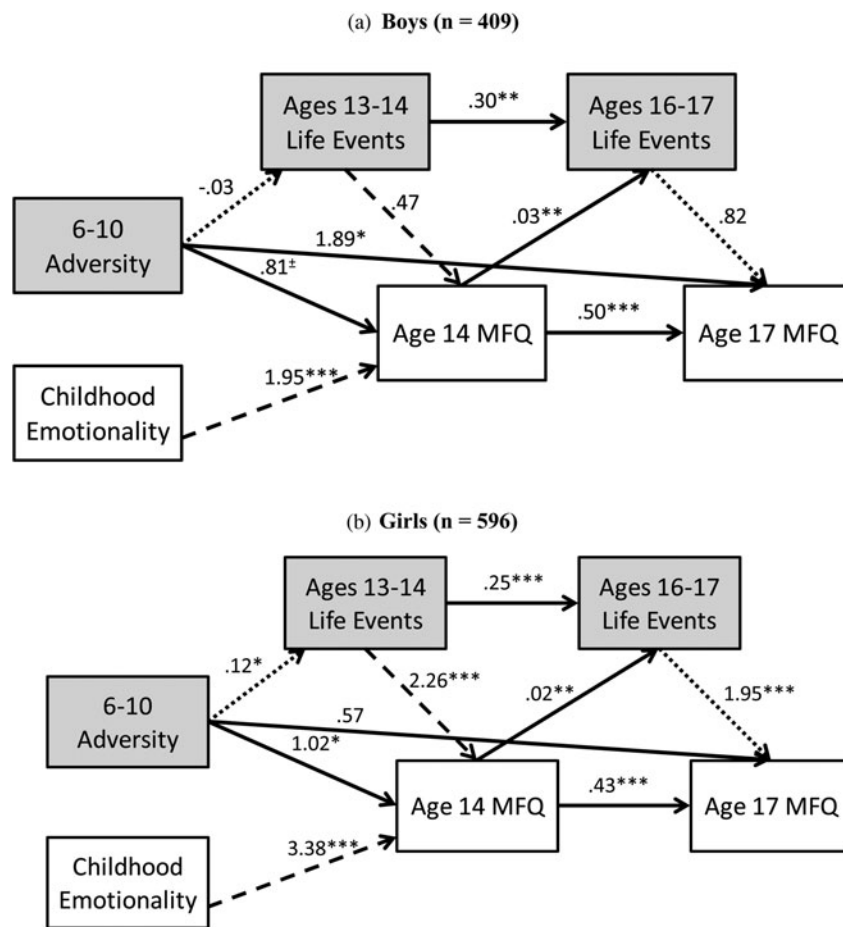 (a) Boys (n = 409)
Ages 13-14
Life Events
.30**
Ages 16-17
Life Events
-.03
.47
.03**
.82
6-10
Adversity
1.89*
.81±
Age 14 MFQ
.50***
Age 17 MFQ
1.95***
Childhood
Emotionality
(b) Girls (n = 596)
Ages 13-14
Life Events
.25***
Ages 16-17
Life Events
.12*
2.26***
.02**
1.95***
6-10
Adversity
.57
1.02*
Age 14 MFQ
.43***
Age 17 MFQ
3.38***
Childhood
Emotionality